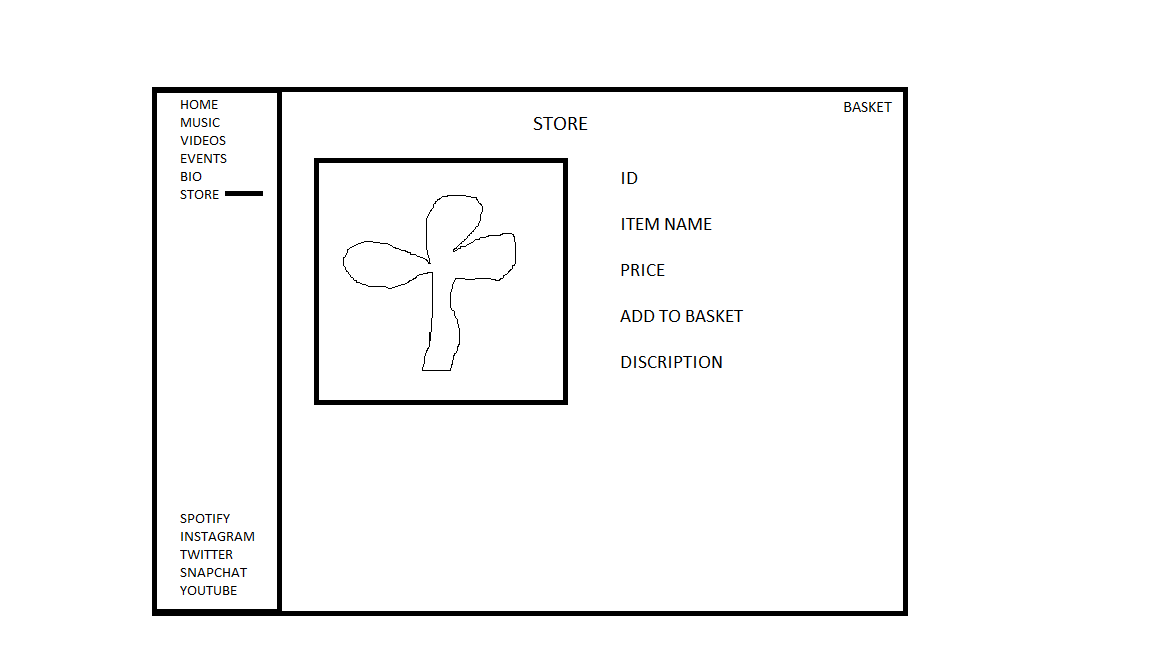 HOME
MUSIC
VIDEOS
EVENTS
BIO
STORE
SPOTIFY
INSTAGRAM
TWITTER
SNAPCHAT
YOUTUBE
BASKET
STORE
ID
ITEM NAME
PRICE
ADD TO BASKET
DISCRIPTION